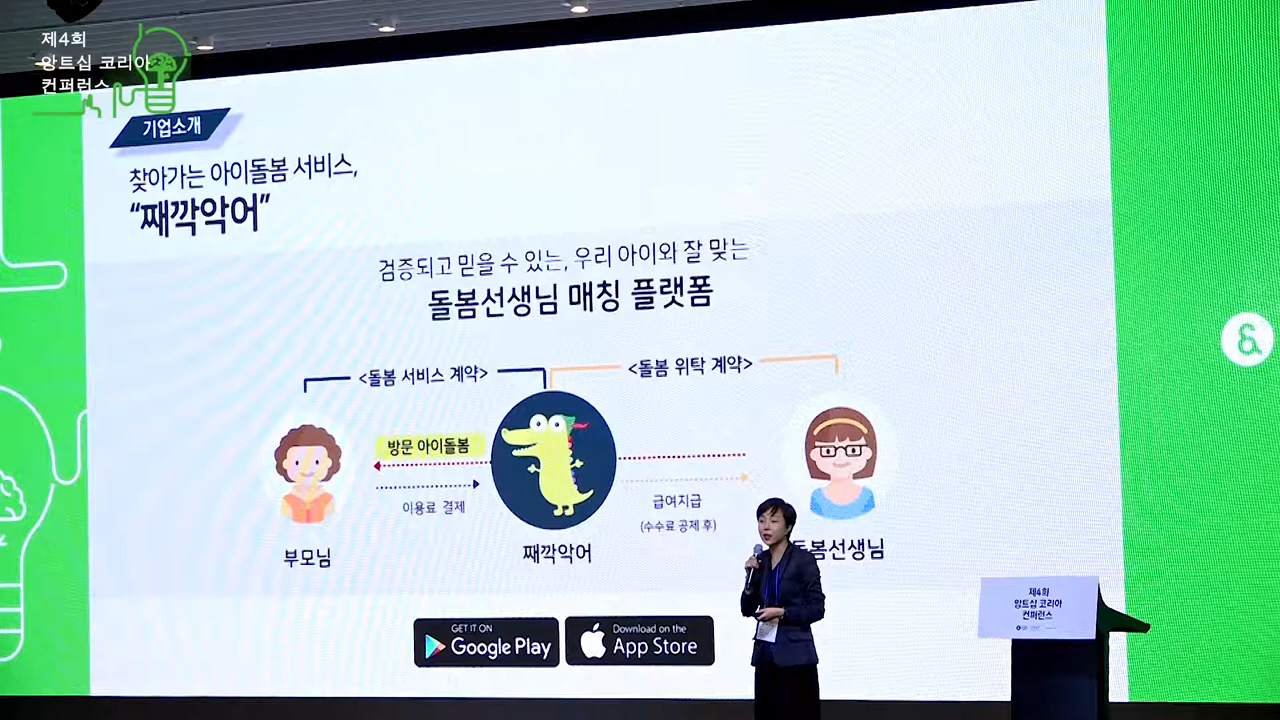 제4회
앙트십 코리아
컨퍼런스
기업소개
찾아가는 아이돌봄 서비스,
“째깍악어”
검증되고 믿을 수 있는, 우리 아이와 잘 맞는
돌봄선생님 매칭 플랫폼
<돌봄 서비스 계약>
<돌봄 위탁 계약>
방문 아이돌봄
이용료 결제
급여지급
(수수료 공제 후)
부모님
째깍악어
돌봄선생님
GET IT ON
Google Play
Download on the
App Store
제4회
앙트십 코리아
컨퍼런스
&